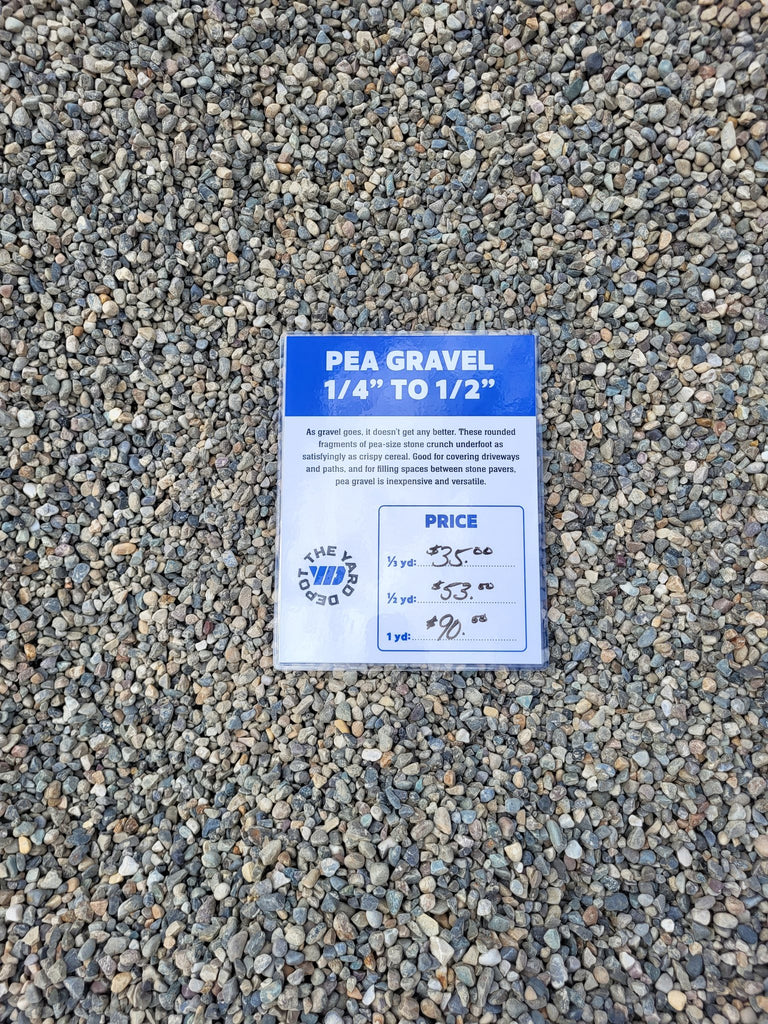 PEA GRAVEL
1/4” TO 1/2”
As gravel goes, it doesn't get any better. These rounded
fragments of pea-size stone crunch underfoot as
satisfyingly as crispy cereal. Good for covering driveways
and paths, and for filling spaces between stone pavers,
pea gravel is inexpensive and versatile.
PRICE
⅓ yd: $35.00
½ yd: $53.00
1 yd: $90.00
THE YARD DEPOT
YD